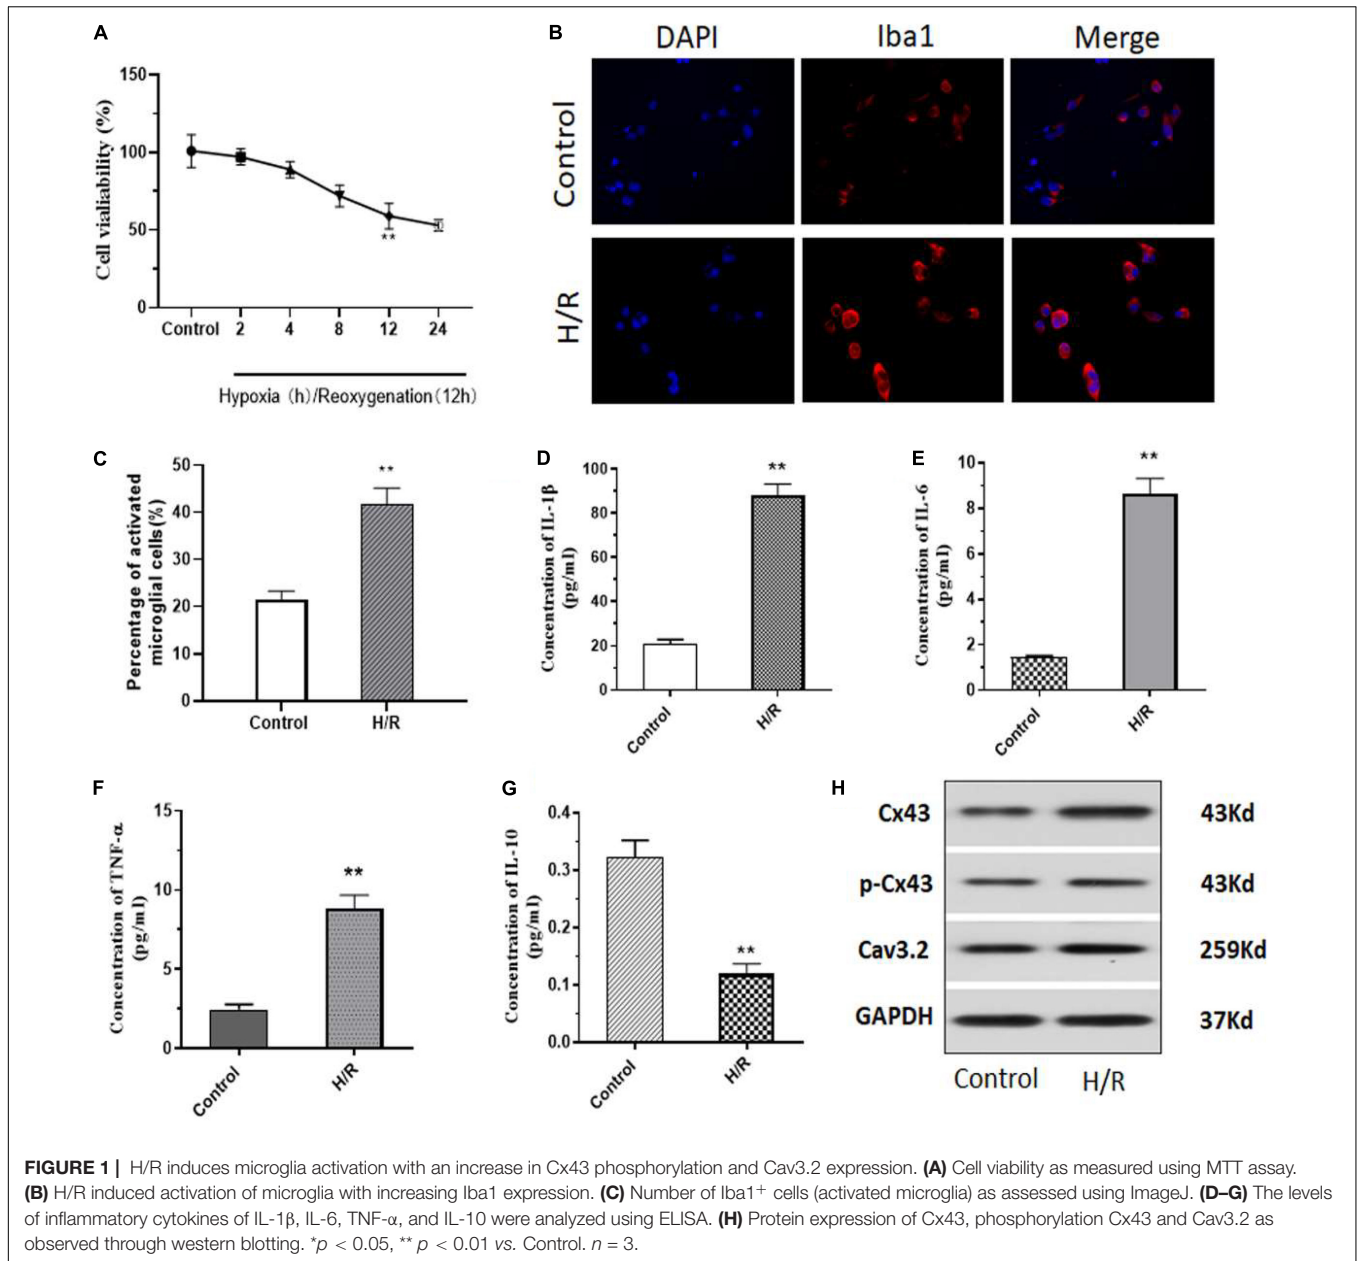 A
Cell vialiability (%)
150
100
50
0
**
Control 2 4 8 12 24
Hypoxia (h)/Reoxygenation(12h)
B
DAPI Iba1 Merge
Control
H/R
C
Percentage of activated
microglial cells(%)
50
40
30
20
10
0
**
Control H/R
D
Concentration of IL-1β
(pg/ml)
100
80
60
40
20
0
**
Control H/R
E
Concentration of IL-6
(pg/ml)
10
8
6
4
2
0
**
Control H/R
F
Concentration of TNF-α
(pg/ml)
15
10
5
0
**
Control H/R
G
Concentration of IL-10
(pg/ml)
0.4
0.3
0.2
0.1
0.0
**
Control H/R
H
Cx43 43Kd
p-Cx43 43Kd
Cav3.2 259Kd
GAPDH 37Kd
Control H/R
FIGURE 1 | H/R induces microglia activation with an increase in Cx43 phosphorylation and Cav3.2 expression. (A) Cell viability as measured using MTT assay.
(B) H/R induced activation of microglia with increasing Iba1 expression. (C) Number of Iba1+ cells (activated microglia) as assessed using ImageJ. (D–G) The levels
of inflammatory cytokines of IL-1β, IL-6, TNF-α, and IL-10 were analyzed using ELISA. (H) Protein expression of Cx43, phosphorylation Cx43 and Cav3.2 as
observed through western blotting. *p < 0.05, ** p < 0.01 vs. Control. n = 3.